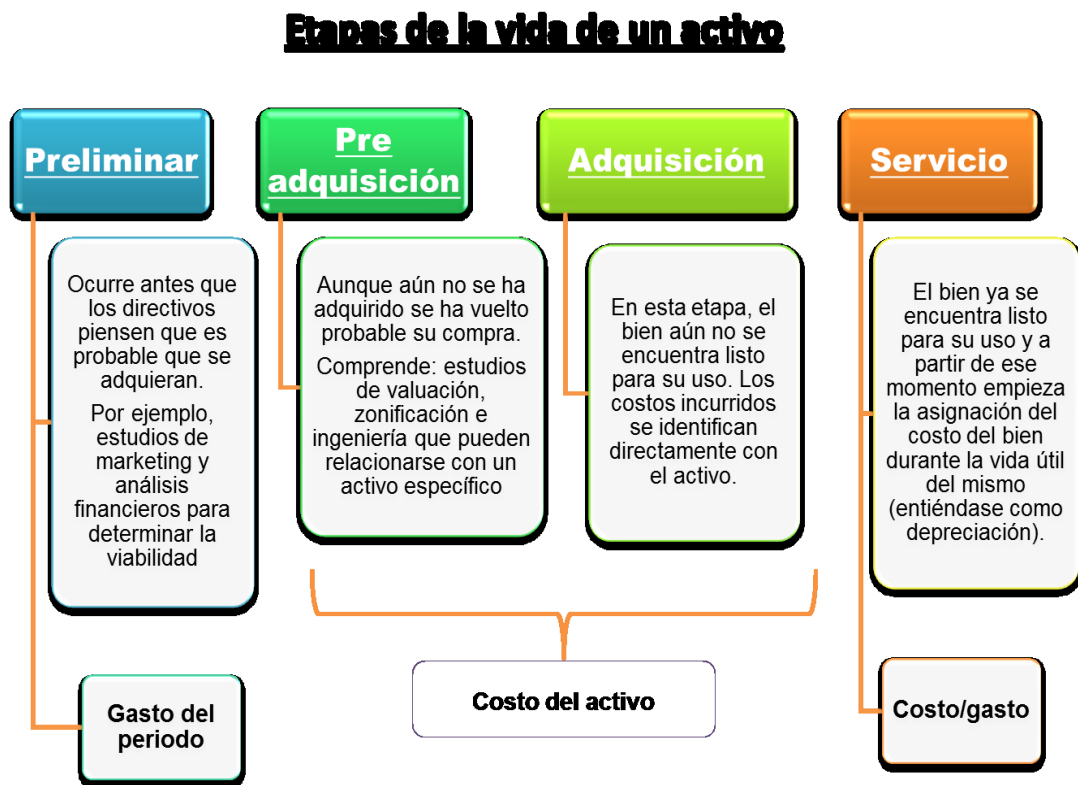 Etapas de la vida de un activo
Preliminar
Ocurre antes que
los directivos
piensen que es
probable que se
adquieran.
Por ejemplo,
estudios de
marketing y
análisis
financieros para
determinar la
viabilidad
Gasto del
periodo
Pre
adquisición
Aunque aún no se ha
adquirido se ha vuelto
probable su compra.
Comprende: estudios
de valuación,
zonificación e
ingeniería que pueden
relacionarse con un
activo específico
Adquisición
En esta etapa, el
bien aún no se
encuentra listo
para su uso. Los
costos incurridos
se identifican
directamente con
el activo.
Costo del activo
Servicio
El bien ya se
encuentra listo
para su uso y a
partir de ese
momento empieza
la asignación del
costo del bien
durante la vida útil
del mismo
(entiéndase como
depreciación).
Costo/gasto